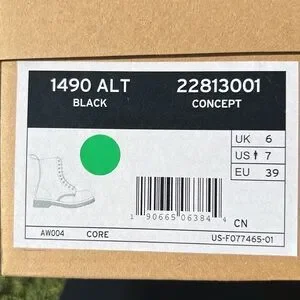 1490 ALT 22813001
BLACK CONCEPT
UK 6
US 7
EU 39
1 90665 06384 4
CN
AW004 CORE US-F077465-01